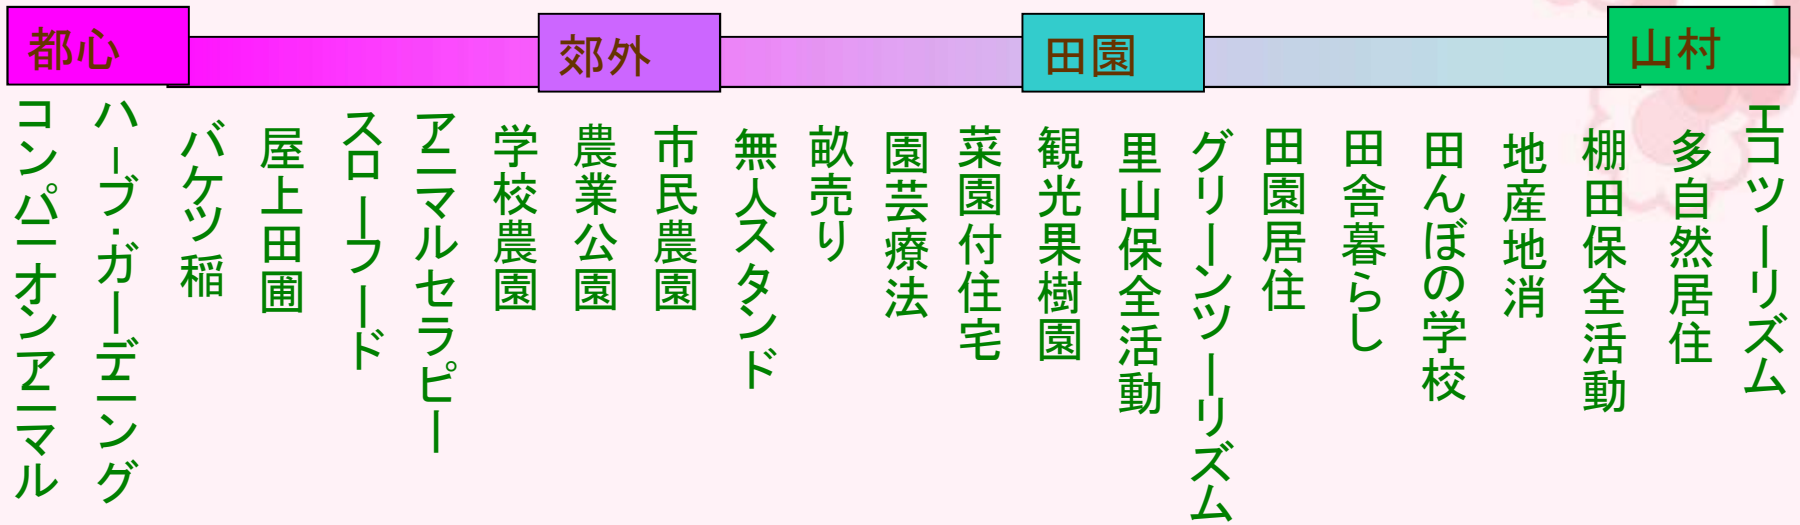 都心
郊外
田園
山村
コンパニオンアニマル
ハーブ・ガーデニング
バケツ稲
屋上田圃
スローフード
アニマルセラピー
学校農園
農業公園
市民農園
無人スタンド
畝売り
園芸療法
菜園付住宅
観光果樹園
里山保全活動
グリーンツーリズム
田園居住
田舎暮らし
田んぼの学校
地産地消
棚田保全活動
多自然居住
エコツーリズム